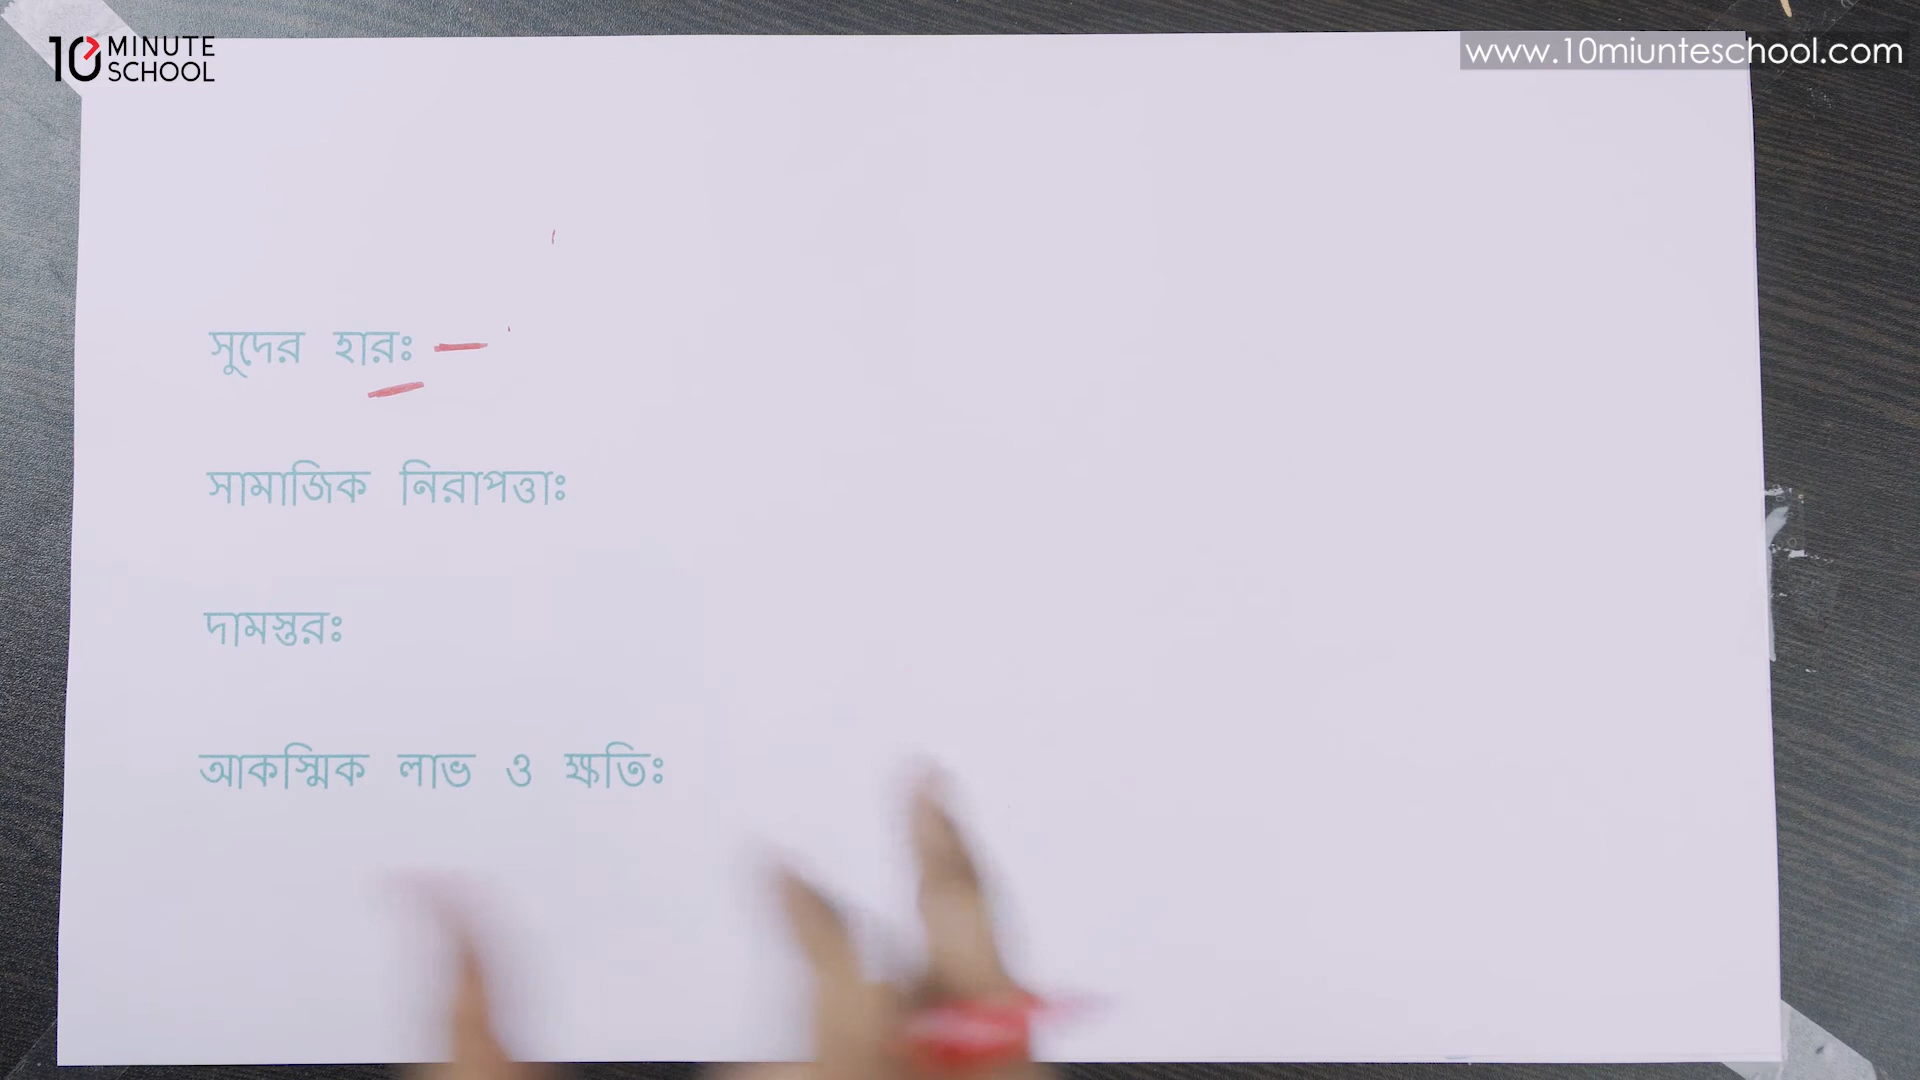 10 MINUTE SCHOOL
www.10miunteschool.com
সুদের হারঃ
সামাজিক নিরাপত্তাঃ
দামস্তরঃ
আকস্মিক লাভ ও ক্ষতিঃ